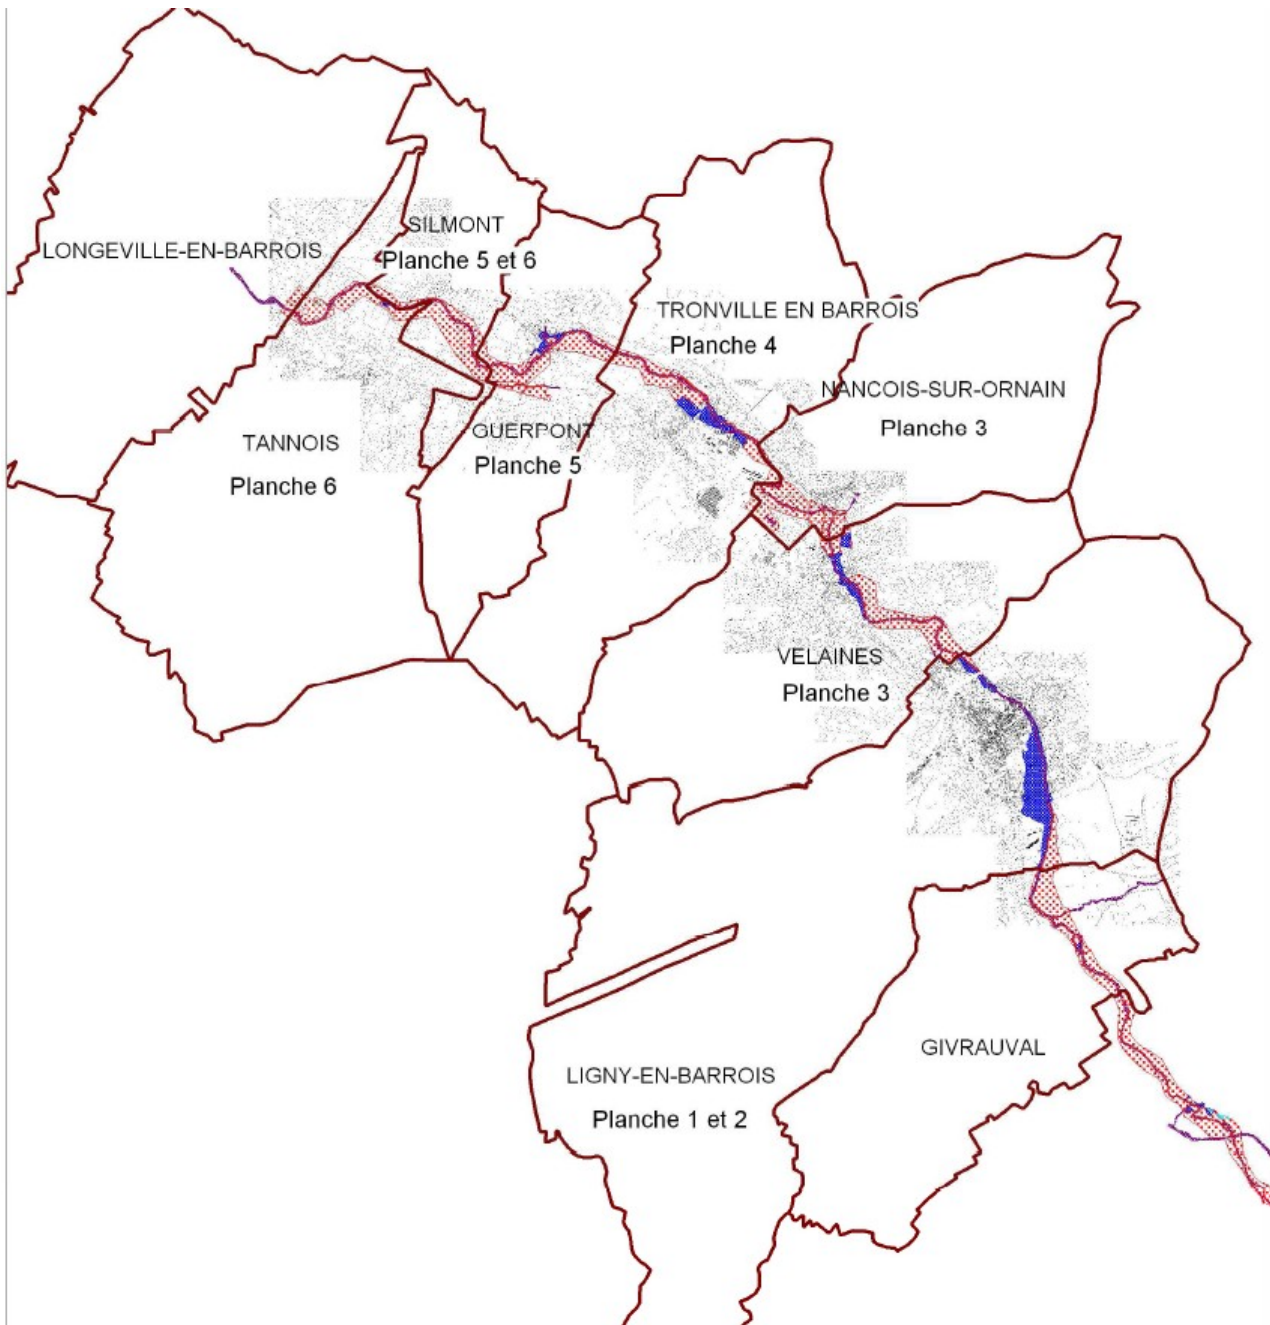 SILMONT
LONGEVILLE-EN-BARROIS
Planche 5 et 6
TRONVILLE EN BARROIS
Planche 4
NANCOIS-SUR-ORNAIN
Planche 3
TANNOIS
Planche 6
GUERPONT
Planche 5
VELAINES
Planche 3
GIVRAUVAL
LIGNY-EN-BARROIS
Planche 1 et 2